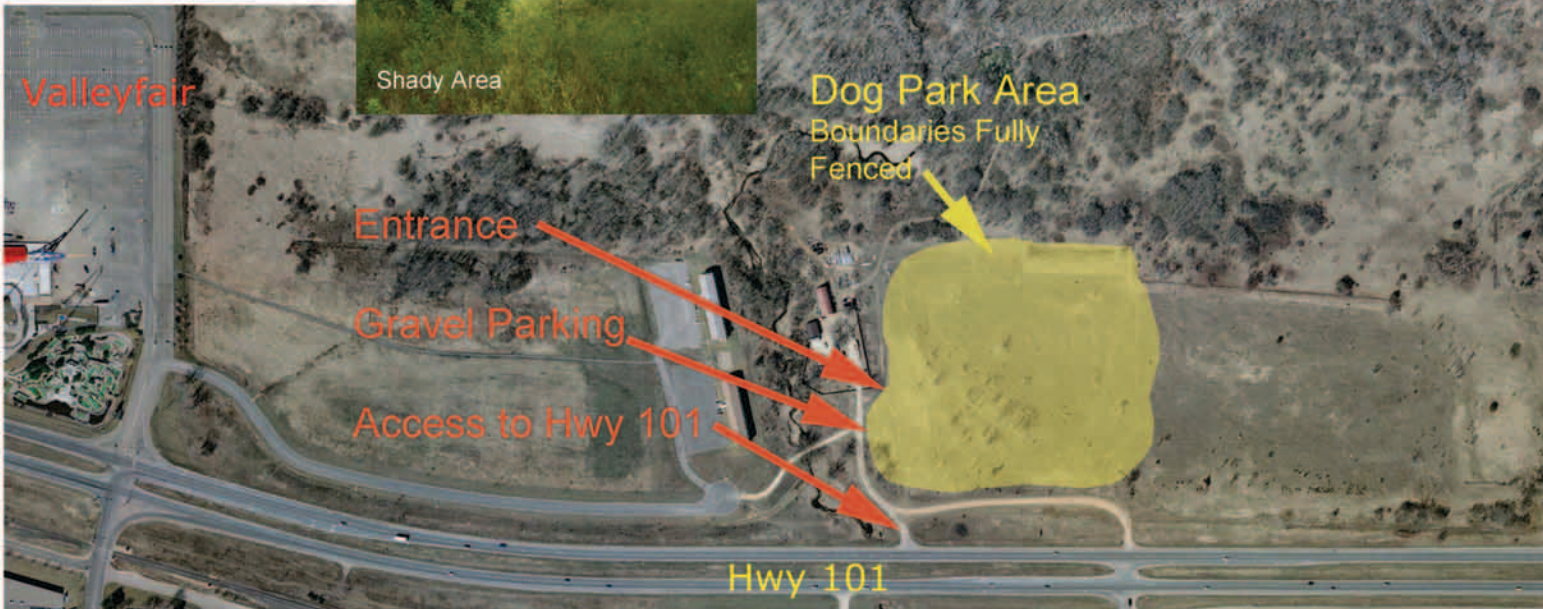 Shady Area
Valleyfair
Dog Park Area
Boundaries Fully
Fenced
Entrance
Gravel Parking
Access to Hwy 101
Hwy 101